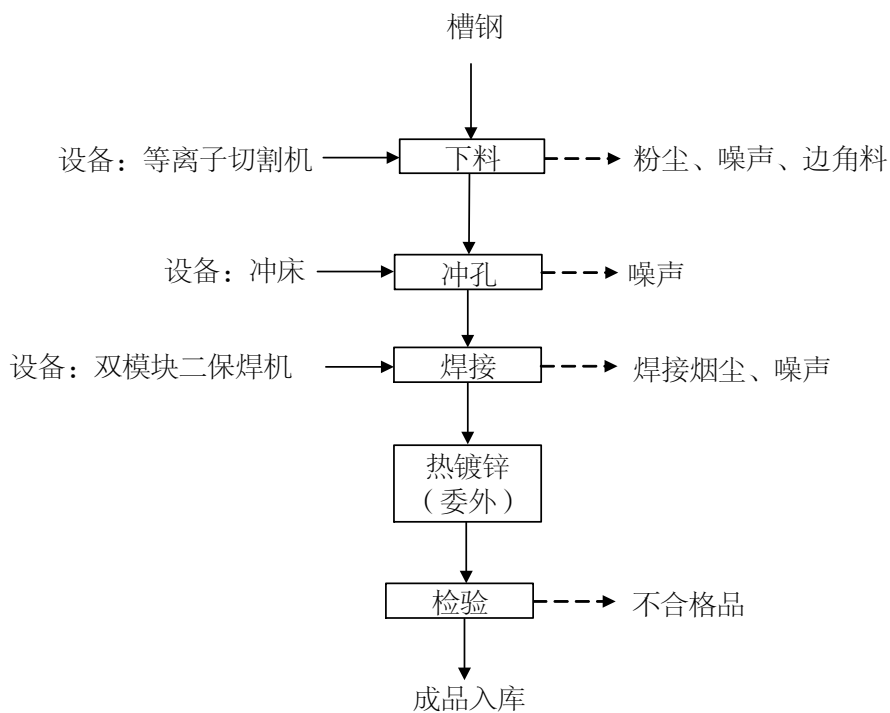 槽钢
设备：等离子切割机
下料
粉尘、噪声、边角料
设备：冲床
冲孔
噪声
设备：双模块二保焊机
焊接
焊接烟尘、噪声
热镀锌
（委外）
检验
不合格品
成品入库